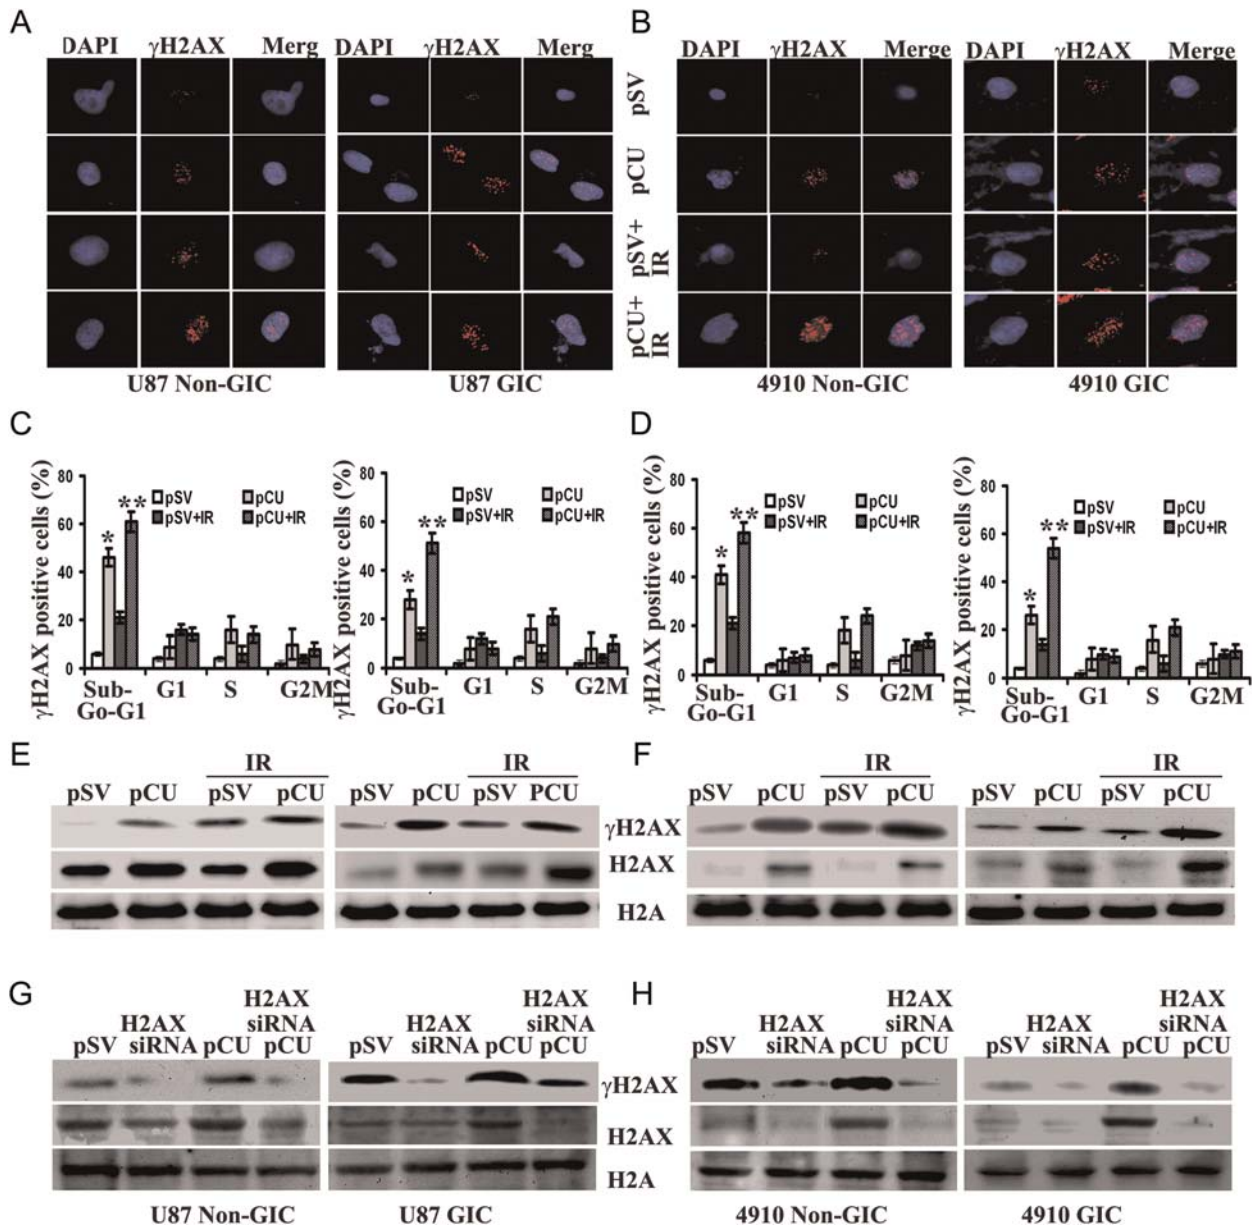 A
B
DAPI γH2AX Merg DAPI γH2AX Merg
DAPI γH2AX Merge DAPI γH2AX Merge
pSV
pCU
pSV+
IR
pCU+
IR
U87 Non-GIC U87 GIC
4910 Non-GIC 4910 GIC
C
γH2AX positive cells (%)
80
60
40
20
0
pSV pCU
pSV+IR pCU+IR
*
**
Sub-
Go-G1 G1 S G2M
γH2AX positive cells (%)
80
60
40
20
0
pSV pCU
pSV+IR pCU+IR
*
**
Sub-
Go-G1 G1 S G2M
D
γH2AX positive cells (%)
80
60
40
20
0
pSV pCU
pSV+IR pCU+IR
*
**
Sub-
Go-G1 G1 S G2M
γH2AX positive cells (%)
80
60
40
20
0
pSV pCU
pSV+IR pCU+IR
*
**
Sub-
Go-G1 G1 S G2M
E
IR IR
pSV pCU pSV pCU pSV pCU pSV PCU
F
IR IR
pSV pCU pSV pCU pSV pCU pSV pCU
γH2AX
H2AX
H2A
G
H2AX
siRNA
pSV H2AX siRNA pCU pCU
H2AX
siRNA
pSV H2AX siRNA pCU pCU
H
H2AX
siRNA
pSV H2AX siRNA pCU pCU
H2AX
siRNA
pSV H2AX siRNA pCU pCU
γH2AX
H2AX
H2A
U87 Non-GIC U87 GIC
4910 Non-GIC 4910 GIC